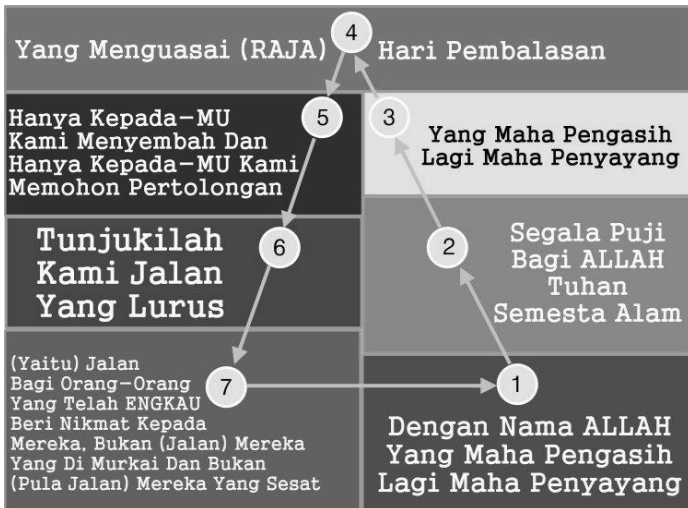 Yang Menguasai (RAJA) 4 Hari Pembalasan
5
Hanya Kepada-MU
Kami Menyembah Dan
Hanya Kepada-MU Kami
Memohon Pertolongan
3
Yang Maha Pengasih
Lagi Maha Penyayang
6
Tunjukilah
Kami Jalan
Yang Lurus
2
Segala Puji
Bagi ALLAH
Tuhan
Semesta Alam
7
(Yaitu) Jalan
Bagi Orang-Orang
Yang Telah ENGKAU
Beri Nikmat Kepada
Mereka, Bukan (Jalan) Mereka
Yang Di Murkai Dan Bukan
(Pula Jalan) Mereka Yang Sesat
1
Dengan Nama ALLAH
Yang Maha Pengasih
Lagi Maha Penyayang